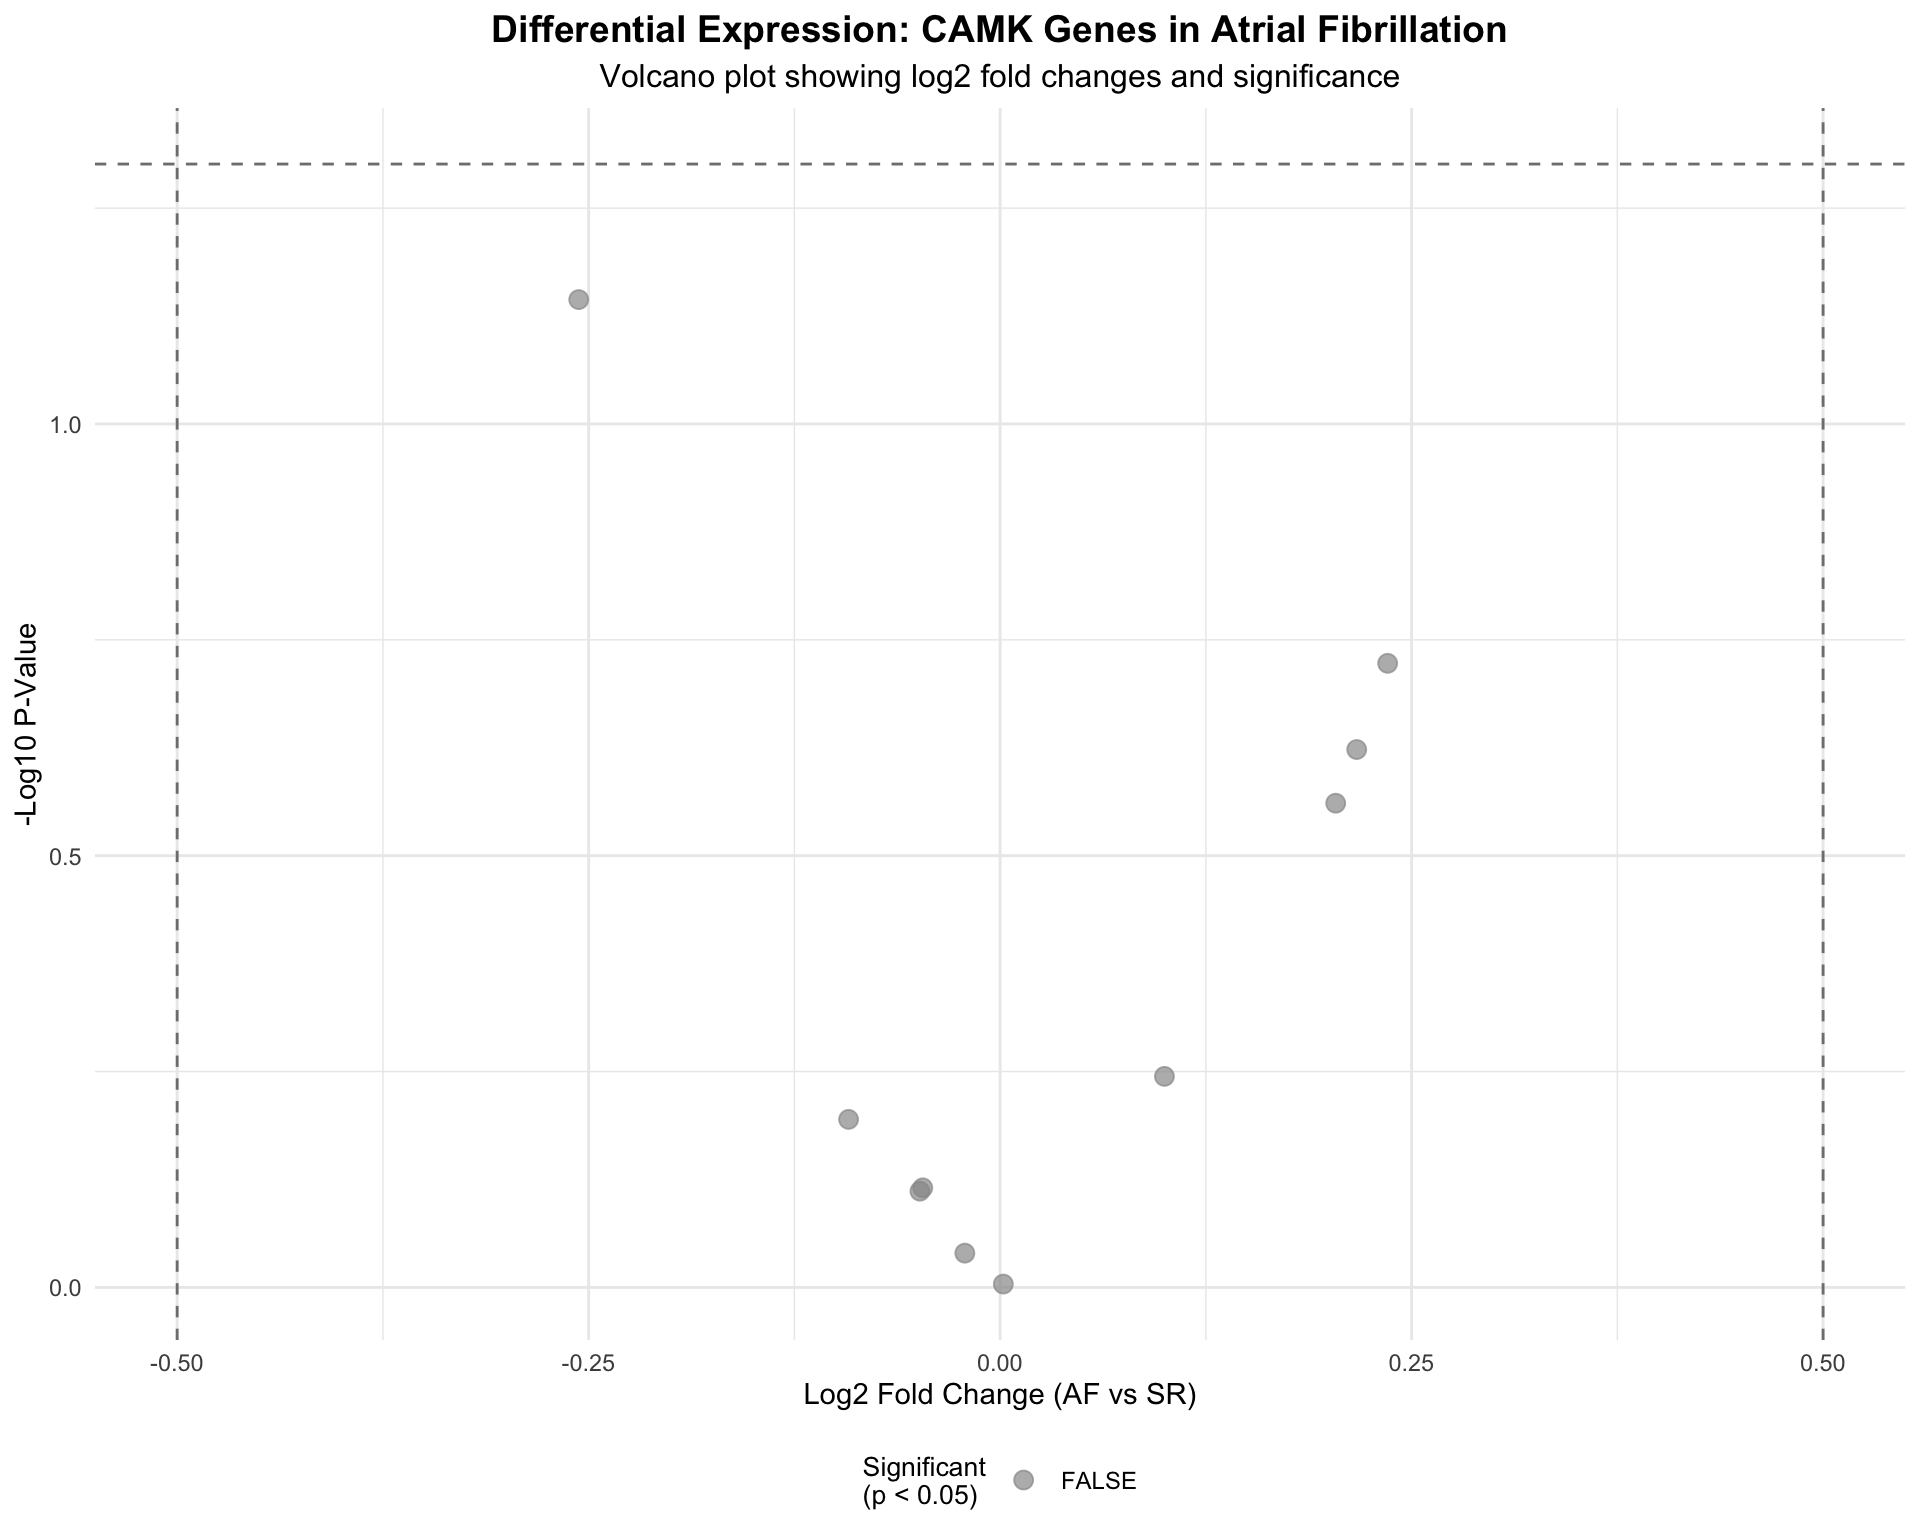 Differential Expression: CAMK Genes in Atrial Fibrillation
Volcano plot showing log2 fold changes and significance
-Log10 P-Value
1.0
0.5
0.0
-0.50
-0.25
0.00
0.25
0.50
Log2 Fold Change (AF vs SR)
Significant
(p < 0.05)
FALSE